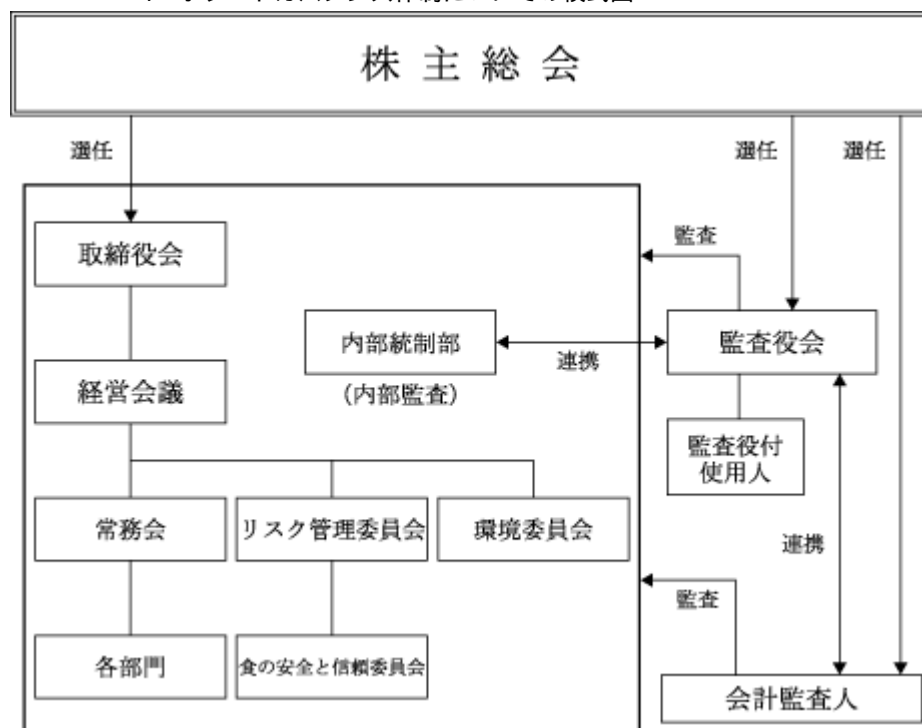 株主総会
選任
選任
選任
取締役会
監査
内部統制部
(内部監査)
連携
監査役会
経営会議
監査役付
使用人
常務会
リスク管理委員会
環境委員会
連携
監査
各部門
食の安全と信頼委員会
会計監査人